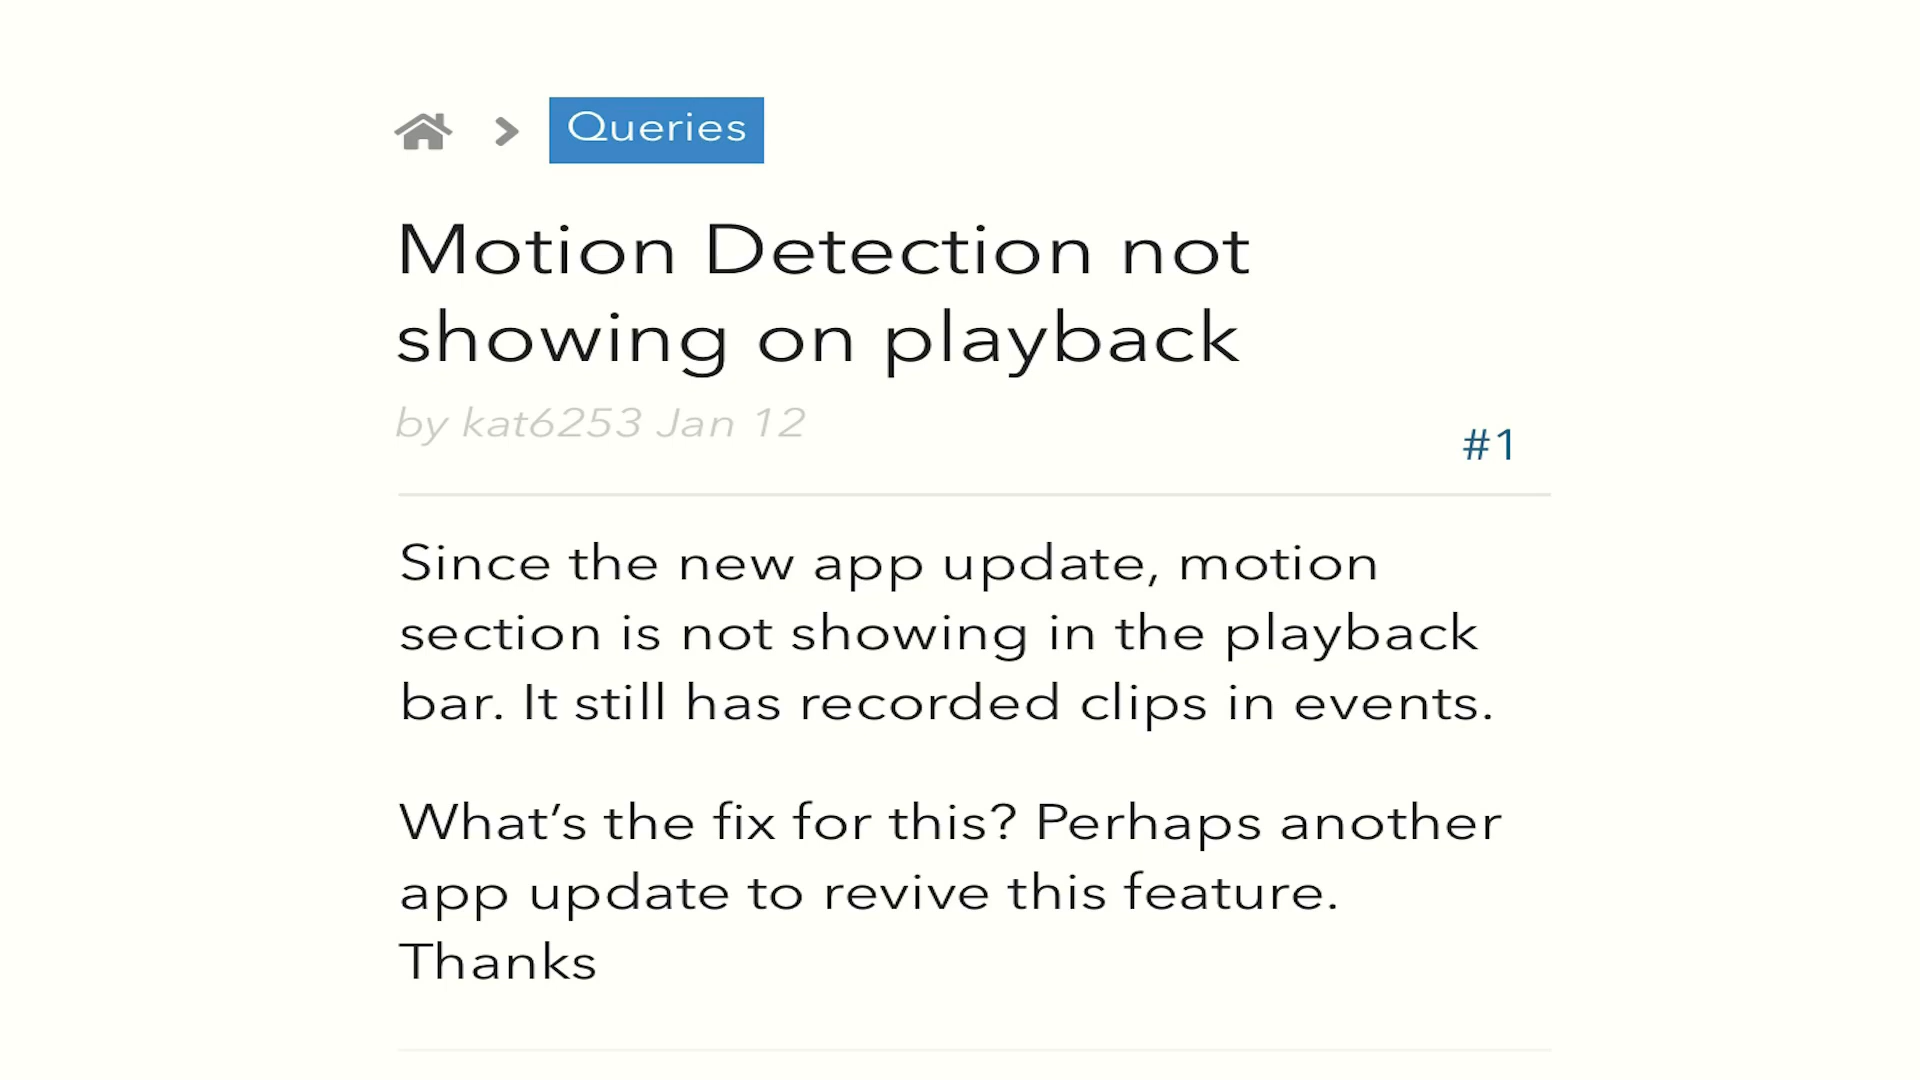 Queries
Motion Detection not
showing on playback
by kat6253 Jan 12
#1
Since the new app update, motion
section is not showing in the playback
bar. It still has recorded clips in events.
What’s the fix for this? Perhaps another
app update to revive this feature.
Thanks